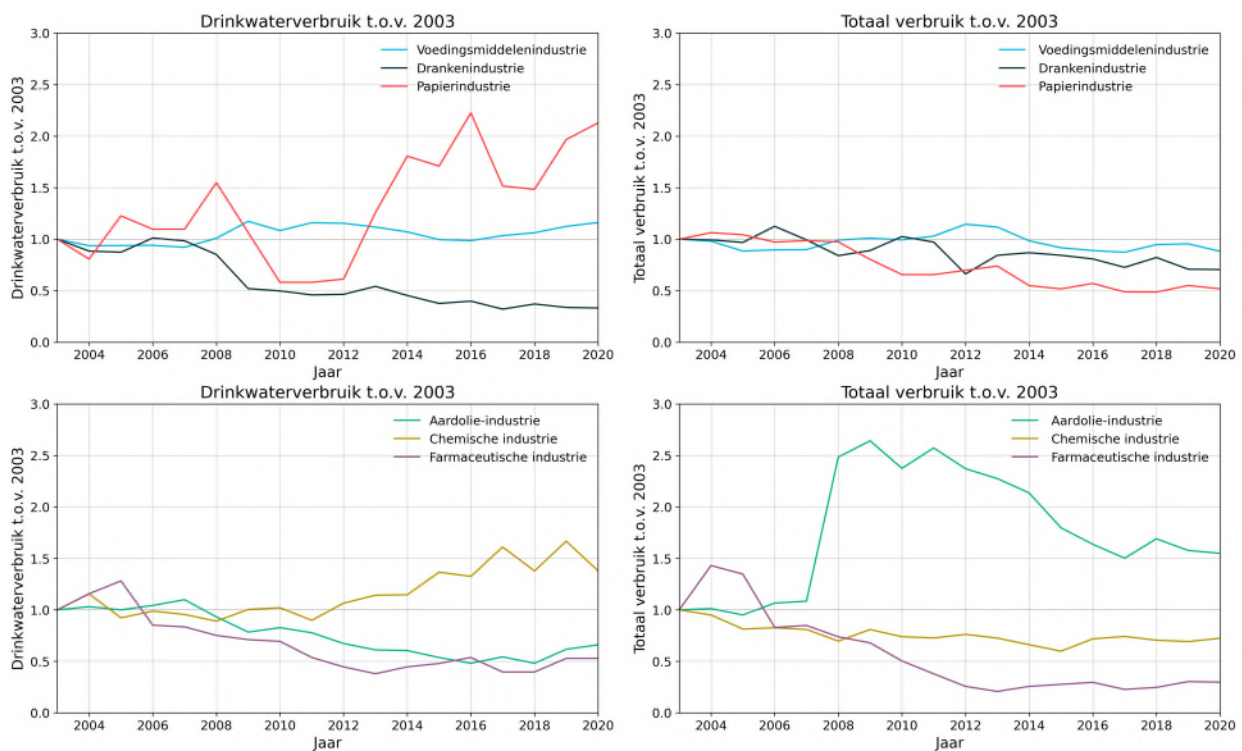 Drinkwaterverbruik t.o.v. 2003
Drinkwaterverbruik t.o.v. 2003
3.0
2.5
2.0
1.5
1.0
0.5
0.0
Voedingsmiddelenindustrie
Drankenindustrie
Papierindustrie
2004 2006 2008 2010 2012 2014 2016 2018 2020
Jaar
Totaal verbruik t.o.v. 2003
Totaal verbruik t.o.v. 2003
3.0
2.5
2.0
1.5
1.0
0.5
0.0
Voedingsmiddelenindustrie
Drankenindustrie
Papierindustrie
2004 2006 2008 2010 2012 2014 2016 2018 2020
Jaar
Drinkwaterverbruik t.o.v. 2003
Drinkwaterverbruik t.o.v. 2003
3.0
2.5
2.0
1.5
1.0
0.5
0.0
Aardolie-industrie
Chemische industrie
Farmaceutische industrie
2004 2006 2008 2010 2012 2014 2016 2018 2020
Jaar
Totaal verbruik t.o.v. 2003
Totaal verbruik t.o.v. 2003
3.0
2.5
2.0
1.5
1.0
0.5
0.0
Aardolie-industrie
Chemische industrie
Farmaceutische industrie
2004 2006 2008 2010 2012 2014 2016 2018 2020
Jaar